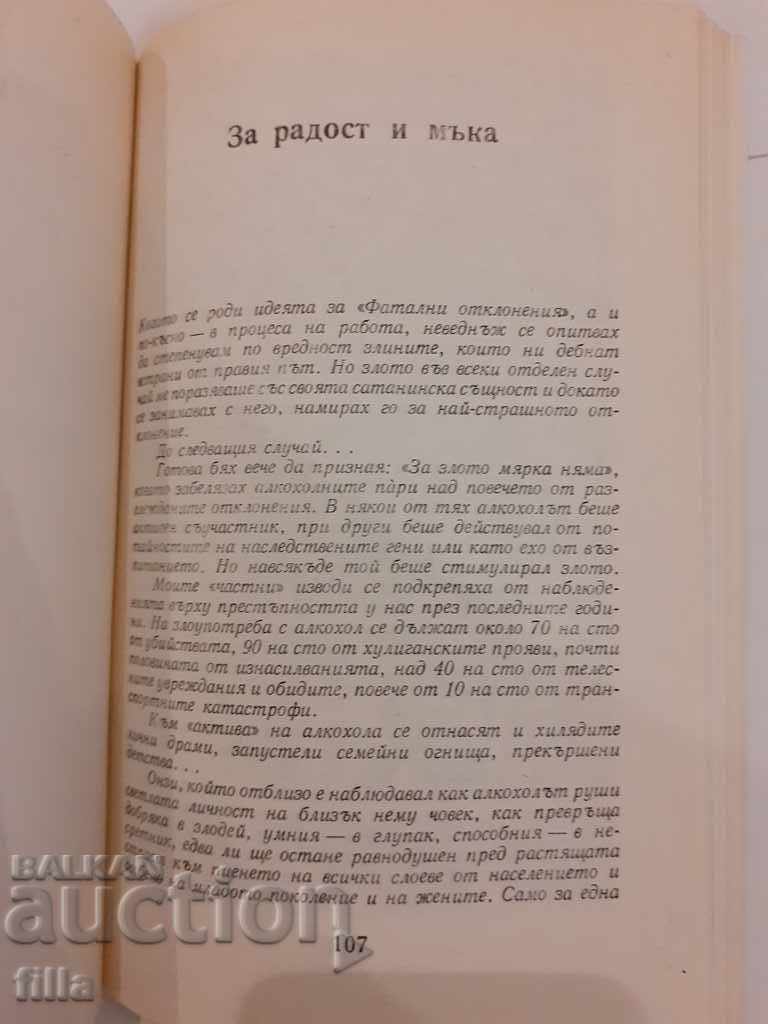 За радост и мъка
Когато се роди идеята за «Фатални отклонения», а и
по-късно — в процеса на работа, неведнъж се опитвах
да степенувам по вредност злините, които ни дебнат
встрани от правия път. Но злото във всеки отделен слу-
чай ме поразяваше със своята сатанинска същност и докато
се занимавах с него, намирах го за най-страшното от-
клонение.
До следващия случай. . .
Готова бях вече да призная: «За злото мярка няма»,
когато забелязах алкохолните па̀ри над повечето от раз-
глежданите отклонения. В някои от тях алкохолът беше
активен съучастник, при други беше действувал от по-
тайностите на наследствените гени или като ехо от въз-
питанието. Но навсякъде той беше стимулирал злото.
Моите «частни» изводи се подкрепяха от наблюде-
нията върху престъпността у нас през последните годи-
ни. На злоупотреба с алкохол се дължат около 70 на сто
от убийствата, 90 на сто от хулиганските прояви, почти
половината от изнасилванията, над 40 на сто от телес-
ните увреждания и обидите, повече от 10 на сто от тран-
спортните катастрофи.
Към «актива» на алкохола се отнасят и хилядите
лични драми, запустели семейни огнища, прекършени
детства. . .
Онзи, който отблизо е наблюдавал как алкохолът руши
светлата личност на близък нему човек, как превръща
добряка в злодей, умния — в глупак, способния — в не-
сретник, едва ли ще остане равнодушен пред растящата
към пиенето на всички слоеве от населението и
на младото поколение и на жените. Само за една
107
БАЛКАН
auction
filla